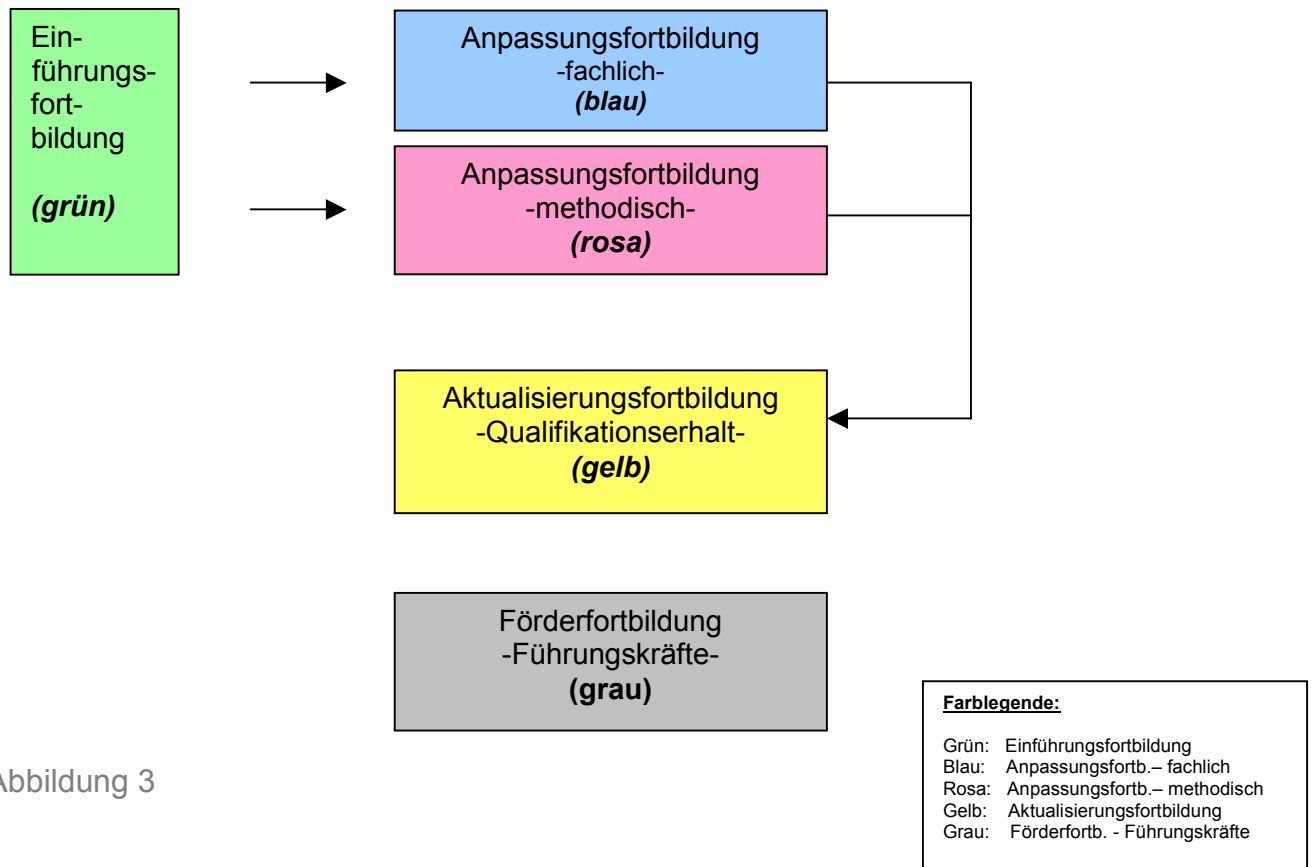 Ein-
führungs-
fort-
bildung
(grün)
Anpassungsfortbildung
-fachlich-
(blau)
Anpassungsfortbildung
-methodisch-
(rosa)
Aktualisierungsfortbildung
-Qualifikationserhalt-
(gelb)
Förderfortbildung
-Führungskräfte-
(grau)
Abbildung 3
Farblegende:
Grün: Einführungsfortbildung
Blau: Anpassungsfortb.– fachlich
Rosa: Anpassungsfortb.– methodisch
Gelb: Aktualisierungsfortbildung
Grau: Förderfortb. - Führungskräfte